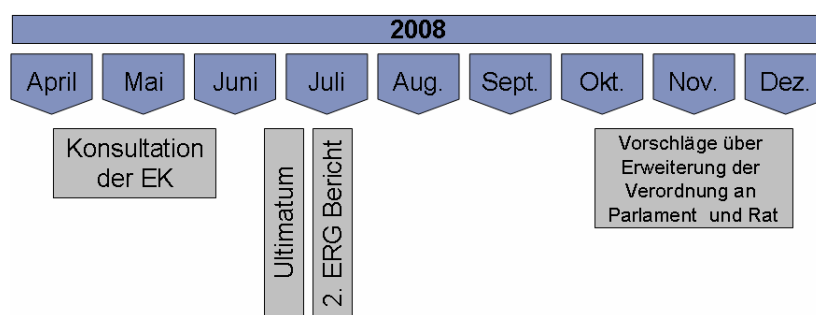 2008
April Mai Juni Juli Aug. Sept. Okt. Nov. Dez.
Konsultation
der EK
Ultimatum
2. ERG Bericht
Vorschläge über
Erweiterung der
Verordnung an
Parlament und Rat